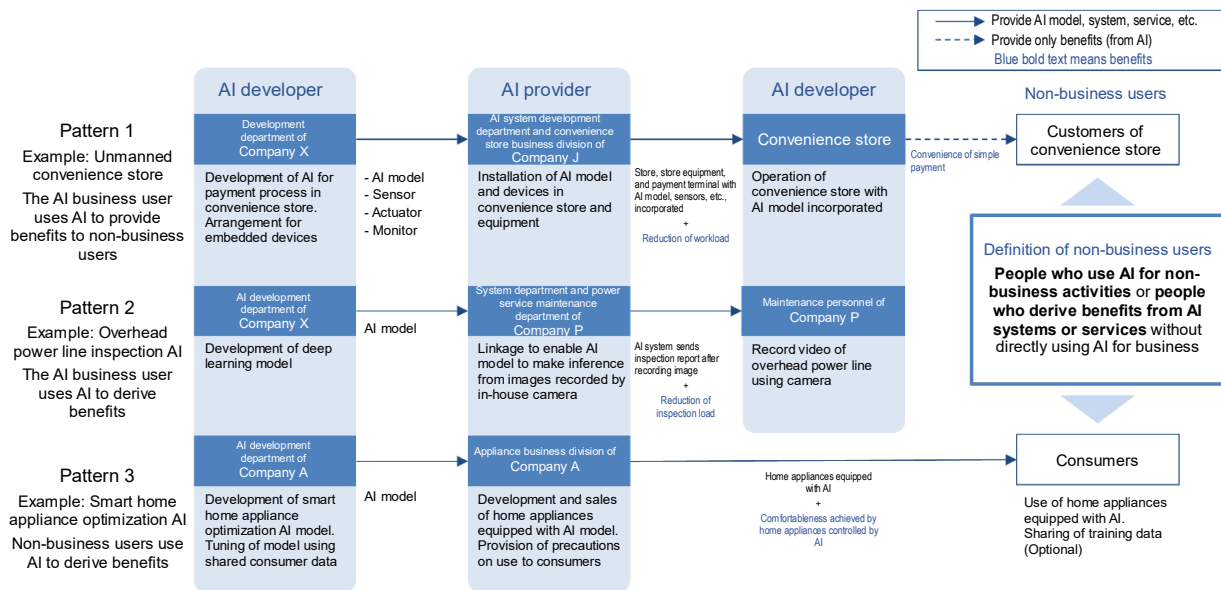 Provide AI model, system, service, etc.
Provide only benefits (from AI)
Blue bold text means benefits
AI developer
AI provider
AI developer
Non-business users
Pattern 1
Example: Unmanned
convenience store
The AI business user
uses AI to provide
benefits to non-business
users
Development
department of
Company X
Development of AI for
payment process in
convenience store.
Arrangement for
embedded devices
- AI model
- Sensor
- Actuator
- Monitor
AI system development
department and convenience
store business division of
Company J
Installation of AI model
and devices in
convenience store and
equipment
Store, store equipment,
and payment terminal with
AI model, sensors, etc.,
incorporated
+
Reduction of workload
Convenience store
Operation of
convenience store with
AI model incorporated
Convenience of simple
payment
Customers of
convenience store
Definition of non-business users
People who use AI for non-
business activities or people
who derive benefits from AI
systems or services without
directly using AI for business
Pattern 2
Example: Overhead
power line inspection AI
The AI business user
uses AI to derive
benefits
AI development
department of
Company X
Development of deep
learning model
AI model
System department and power
service maintenance
department of
Company P
Linkage to enable AI
model to make inference
from images recorded by
in-house camera
AI system sends
inspection report after
recording image
+
Reduction of
inspection load
Maintenance personnel of
Company P
Record video of
overhead power line
using camera
Pattern 3
Example: Smart home
appliance optimization AI
Non-business users use
AI to derive benefits
AI development
department of
Company A
Development of smart
home appliance
optimization AI model.
Tuning of model using
shared consumer data
AI model
Appliance business division of
Company A
Development and sales
of home appliances
equipped with AI model.
Provision of precautions
on use to consumers
Home appliances equipped
with AI
+
Comfortableness achieved by
home appliances controlled by
AI
Consumers
Use of home appliances
equipped with AI.
Sharing of training data
(Optional)